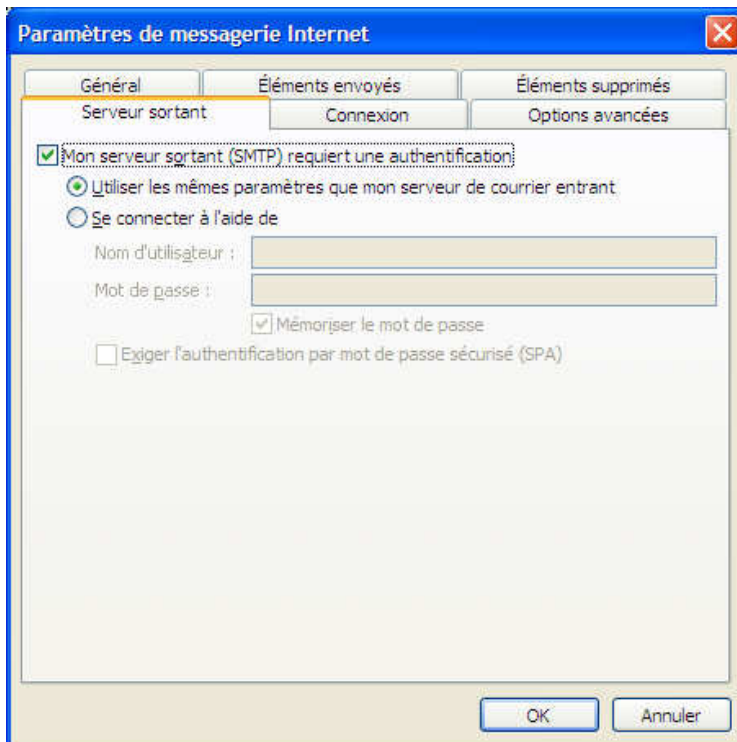 Paramètres de messagerie Internet
Général
Éléments envoyés
Éléments supprimés
Serveur sortant
Connexion
Options avancées
Mon serveur sortant (SMTP) requiert une authentification
Utiliser les mêmes paramètres que mon serveur de courrier entrant
Se connecter à l'aide de
Nom d'utilisateur :
Mot de passe :
Mémoriser le mot de passe
Exiger l'authentification par mot de passe sécurisé (SPA)
OK
Annuler